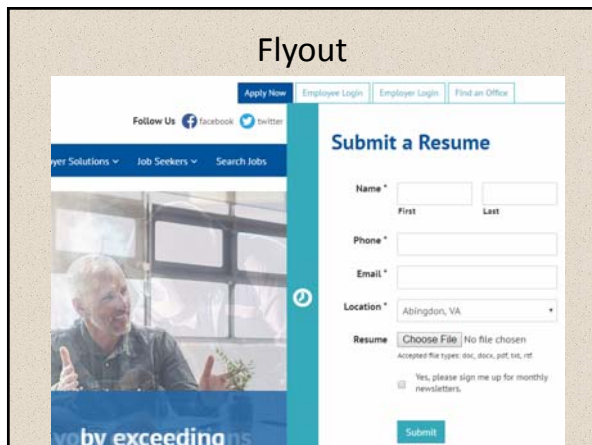 Flyout
Apply Now Employee Login Employer Login Find an Office
Follow Us facebook twitter
yer Solutions Job Seekers Search Jobs
Submit a Resume
Name *
First Last
Phone *
Email *
Location * Abingdon, VA
Resume Choose File No file chosen
Accepted file types: doc, docx, pdf, txt, rtf.
Yes, please sign me up for monthly
newsletters.
Submit
by exceeding